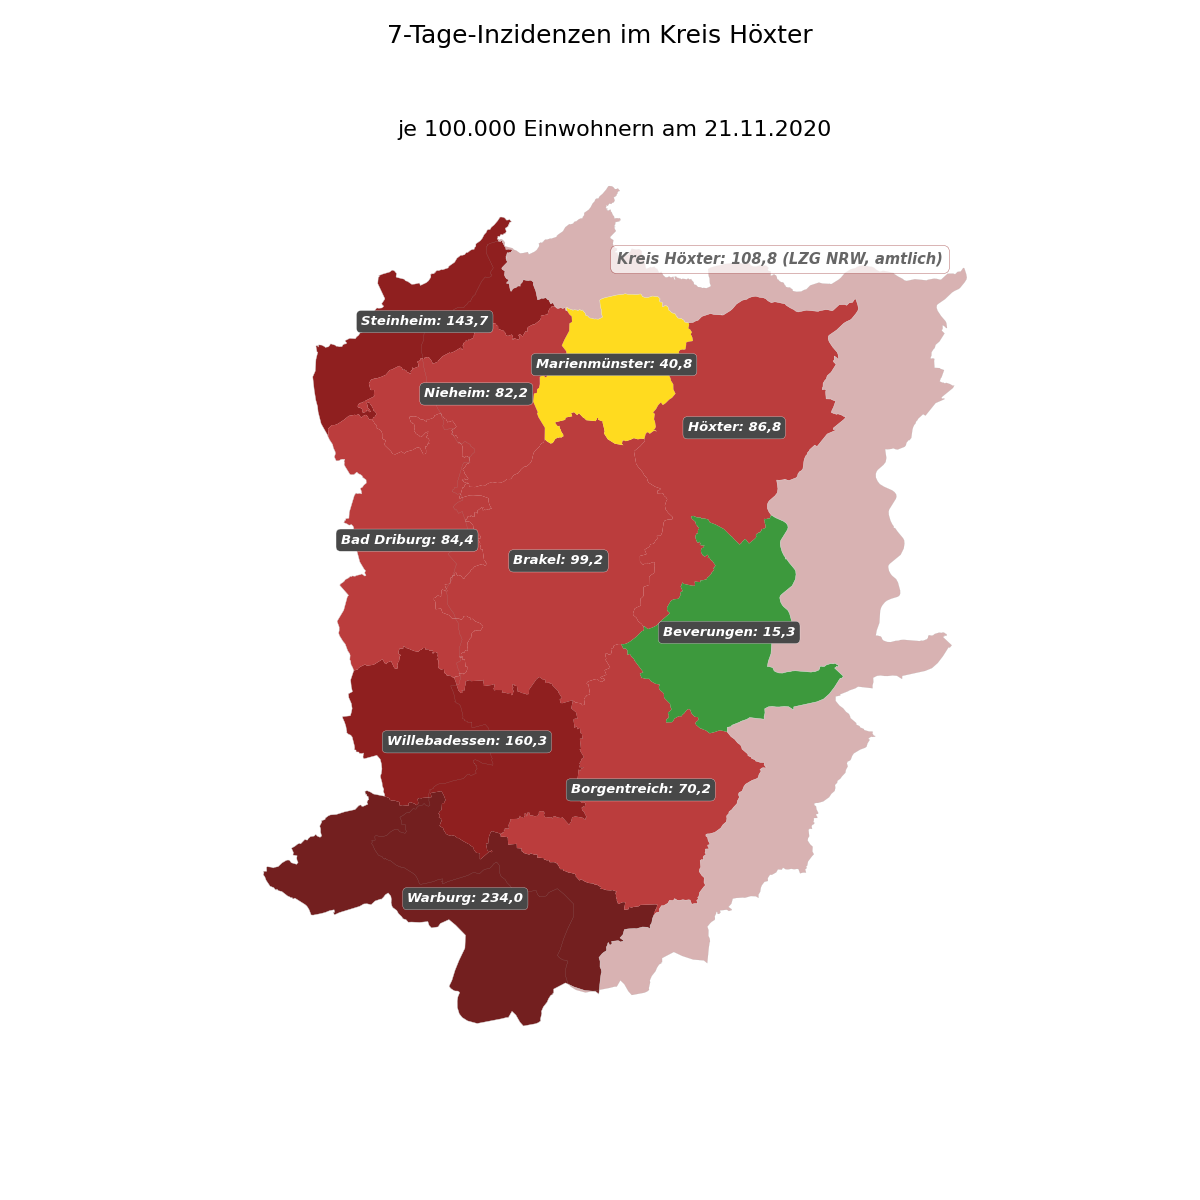 7-Tage-Inzidenzen im Kreis Höxter
je 100.000 Einwohnern am 21.11.2020
Kreis Höxter: 108,8 (LZG NRW, amtlich)
Steinheim: 143,7
Marienmünster: 40,8
Nieheim: 82,2
Höxter: 86,8
Bad Driburg: 84,4
Brakel: 99,2
Beverungen: 15,3
Willebadessen: 160,3
Borgentreich: 70,2
Warburg: 234,0